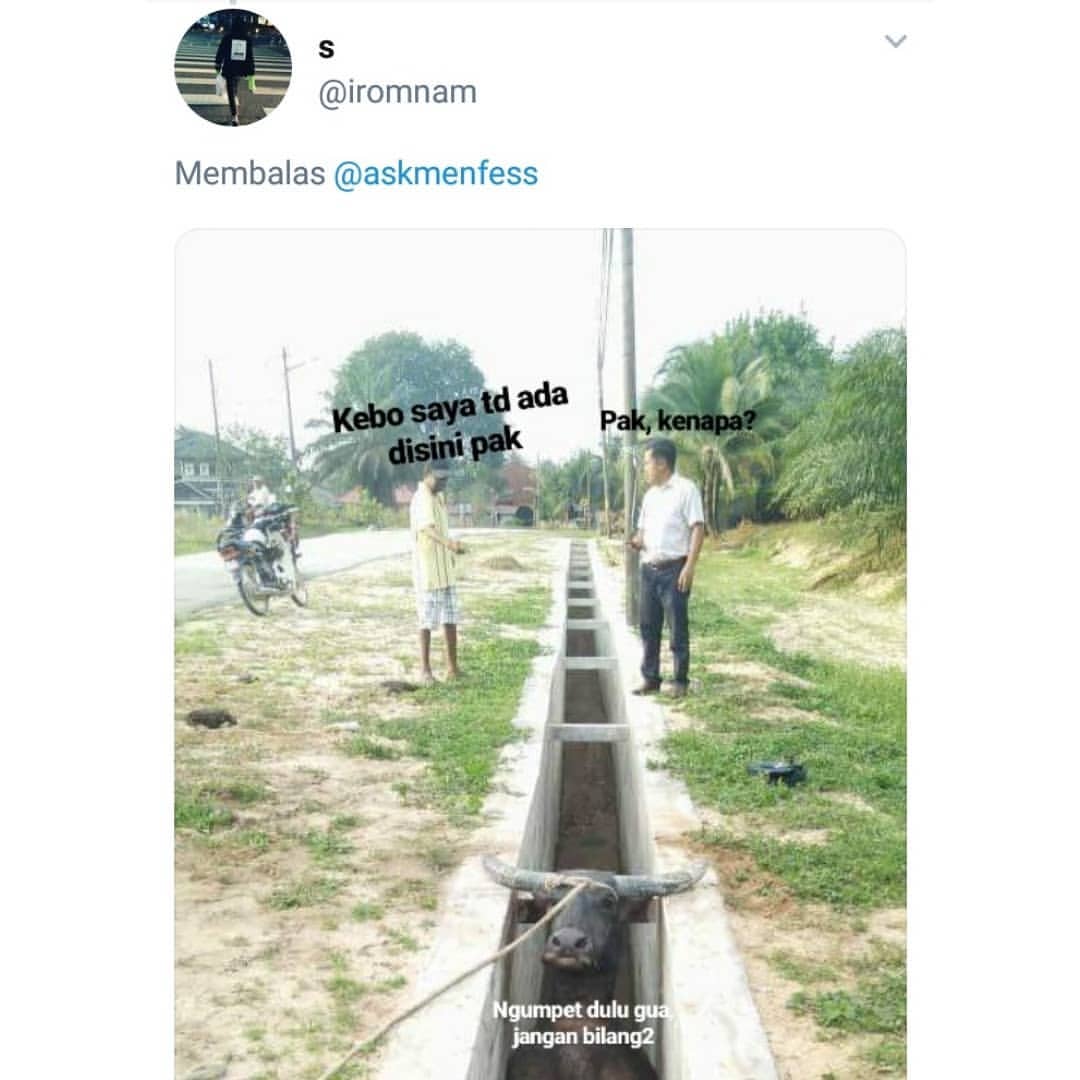 s
@iromnam
Membalas @askmenfess
Kebo saya td ada
disini pak
Pak, kenapa?
Ngumpet dulu gua
jangan bilang2